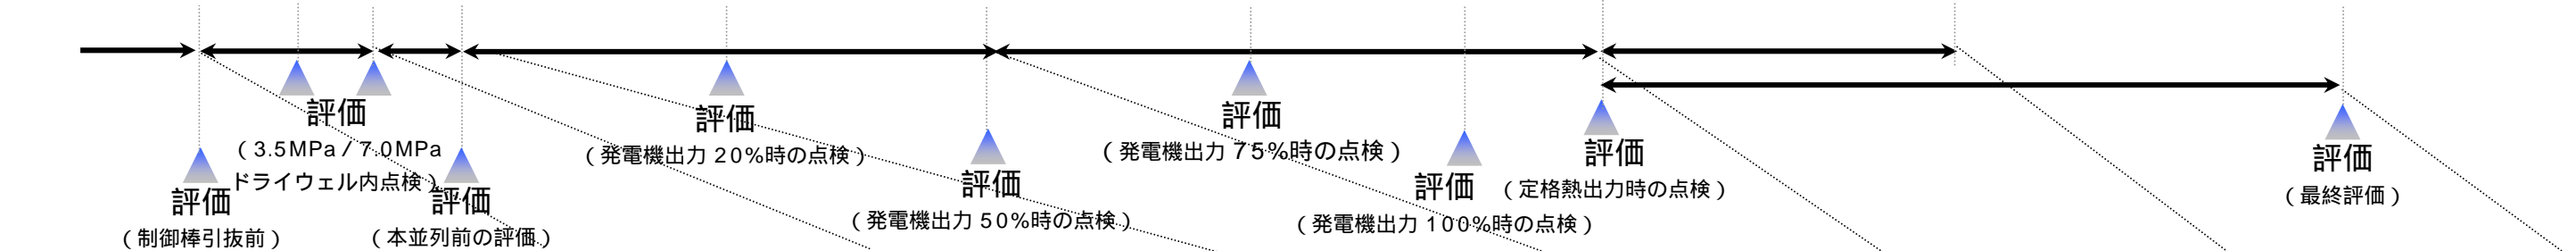 評価
（3.5MPa／7.0MPa
ドライウェル内点検）
評価
（制御棒引抜前）
評価
（本並列前の評価）
評価
（発電機出力 20%時の点検）
評価
（発電機出力 50%時の点検）
評価
（発電機出力 75%時の点検）
評価
（発電機出力 100%時の点検）
評価
（定格熱出力時の点検）
評価
（最終評価）